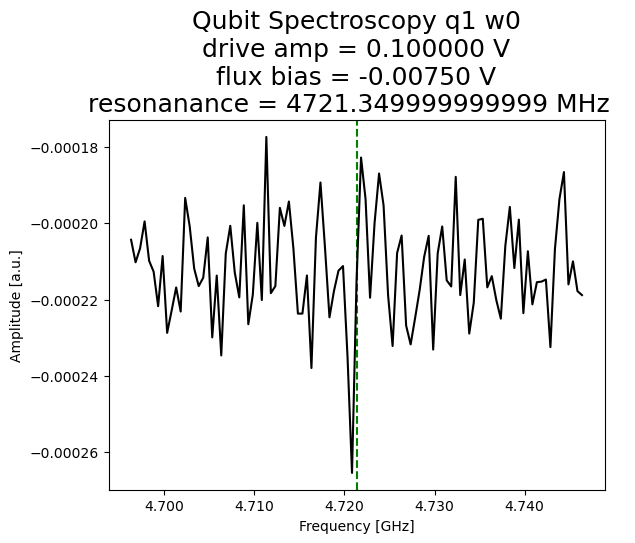 Qubit Spectroscopy q1 w0
drive amp = 0.100000 V
flux bias = -0.00750 V
resonanance = 4721.349999999999 MHz
−0.00018
−0.00020
−0.00022
−0.00024
−0.00026
Amplitude [a.u.]
4.700 4.710 4.720 4.730 4.740
Frequency [GHz]